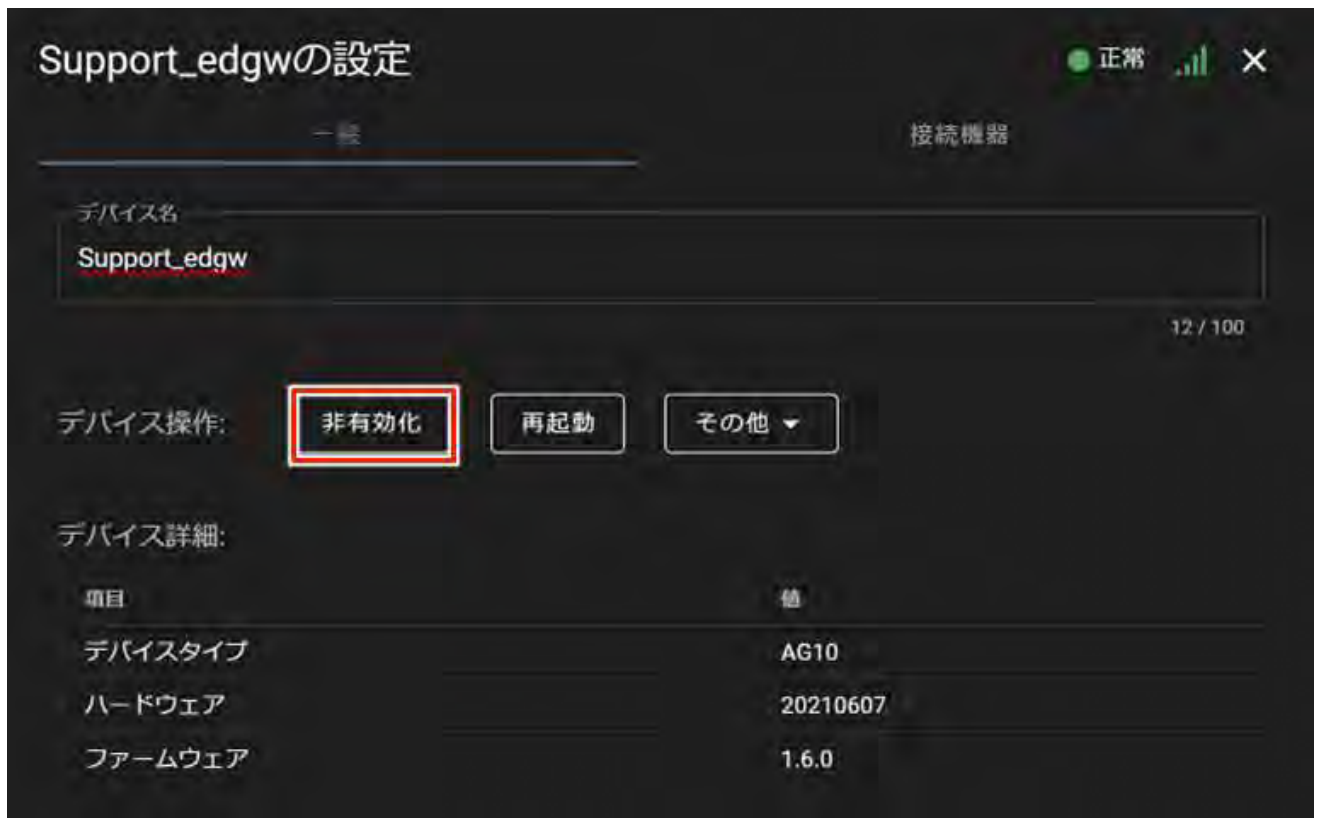 Support_edgwの設定
正常
一般
接続機器
デバイス名
Support_edgw
12 / 100
デバイス操作:
非有効化
再起動
その他
デバイス詳細:
項目
値
デバイスタイプ
AG10
ハードウェア
20210607
ファームウェア
1.6.0